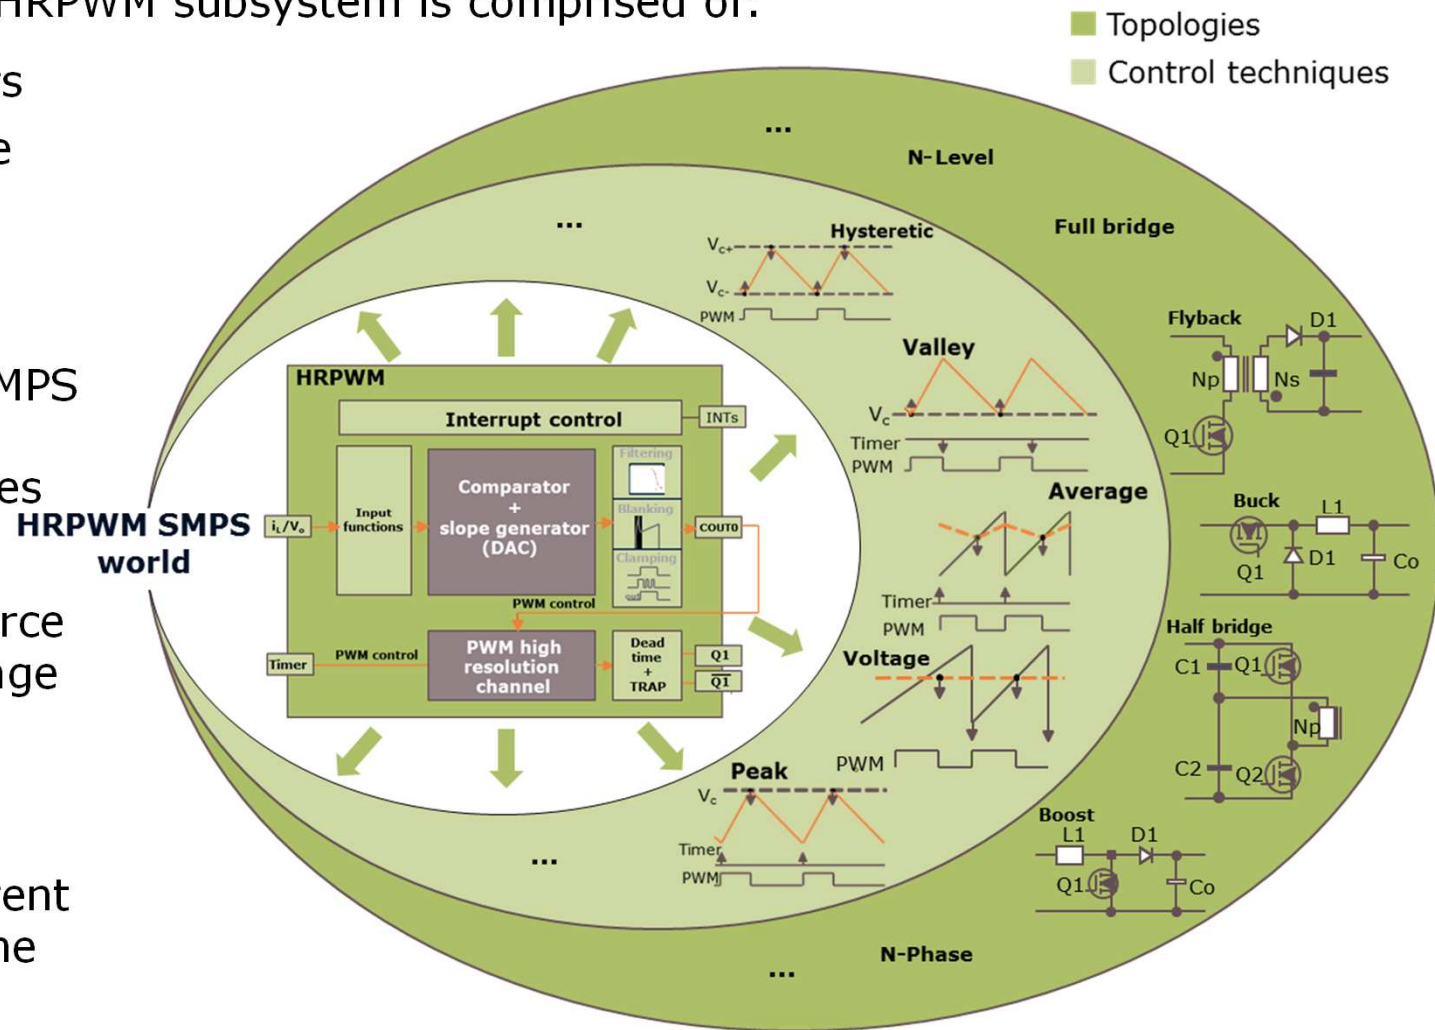 HRPWM subsystem is comprised of:
rs
e
MPS
es
rce
nge
rent
ne
Topologies
Control techniques
...
N-Level
Full bridge
...
Hysteretic
Vc+
Vc-
PWM
Valley
Vc
Timer
PWM
Average
Timer
PWM
Voltage
PWM
Peak
Vc
Timer
PWM
...
HRPWM SMPS
world
HRPWM
Interrupt control
INTs
iL/Vo
Input
functions
Comparator
+
slope generator
(DAC)
Filtering
Blanking
Clamping
COUT0
PWM control
Timer
PWM control
PWM high
resolution
channel
Dead
time
+
TRAP
Q1
Q1
Flyback
D1
Np
Ns
Q1
Buck
L1
Q1
D1
Co
Half bridge
C1
Q1
Np
C2
Q2
Boost
L1
D1
Q1
Co
N-Phase
...